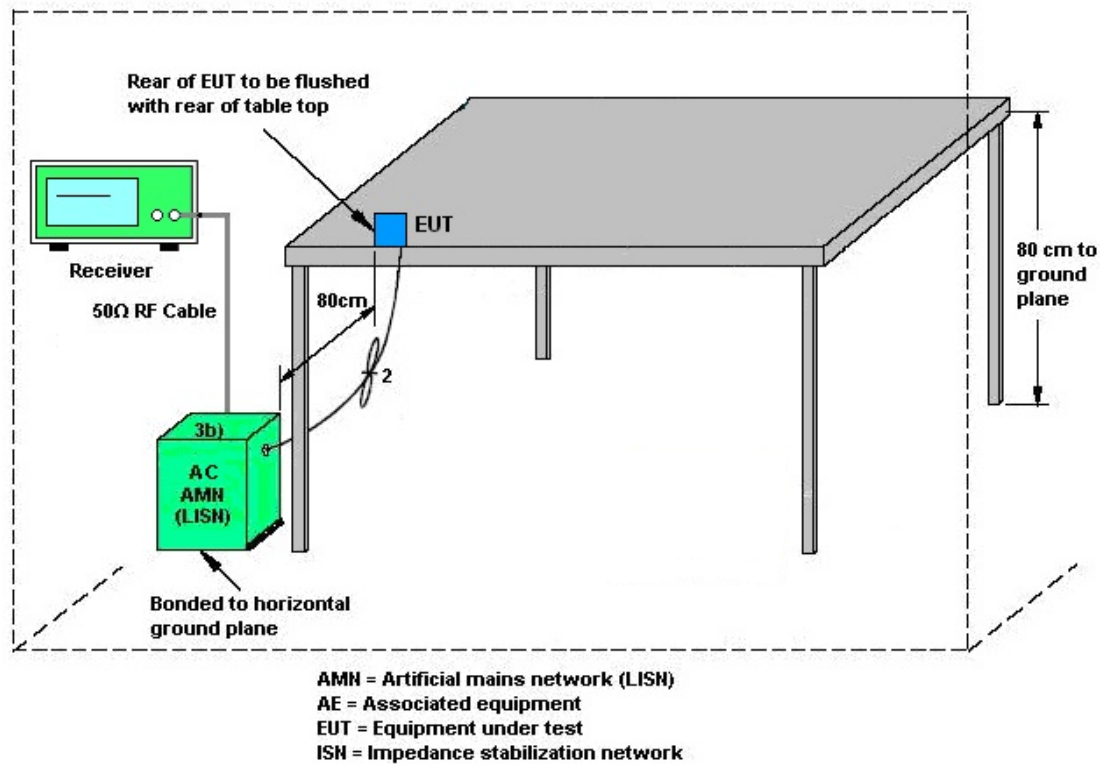 Rear of EUT to be flushed
with rear of table top
EUT
Receiver
50Ω RF Cable
80cm
2
80 cm to
ground
plane
3b)
AC
AMN
(LISN)
Bonded to horizontal
ground plane
AMN = Artificial mains network (LISN)
AE = Associated equipment
EUT = Equipment under test
ISN = Impedance stabilization network